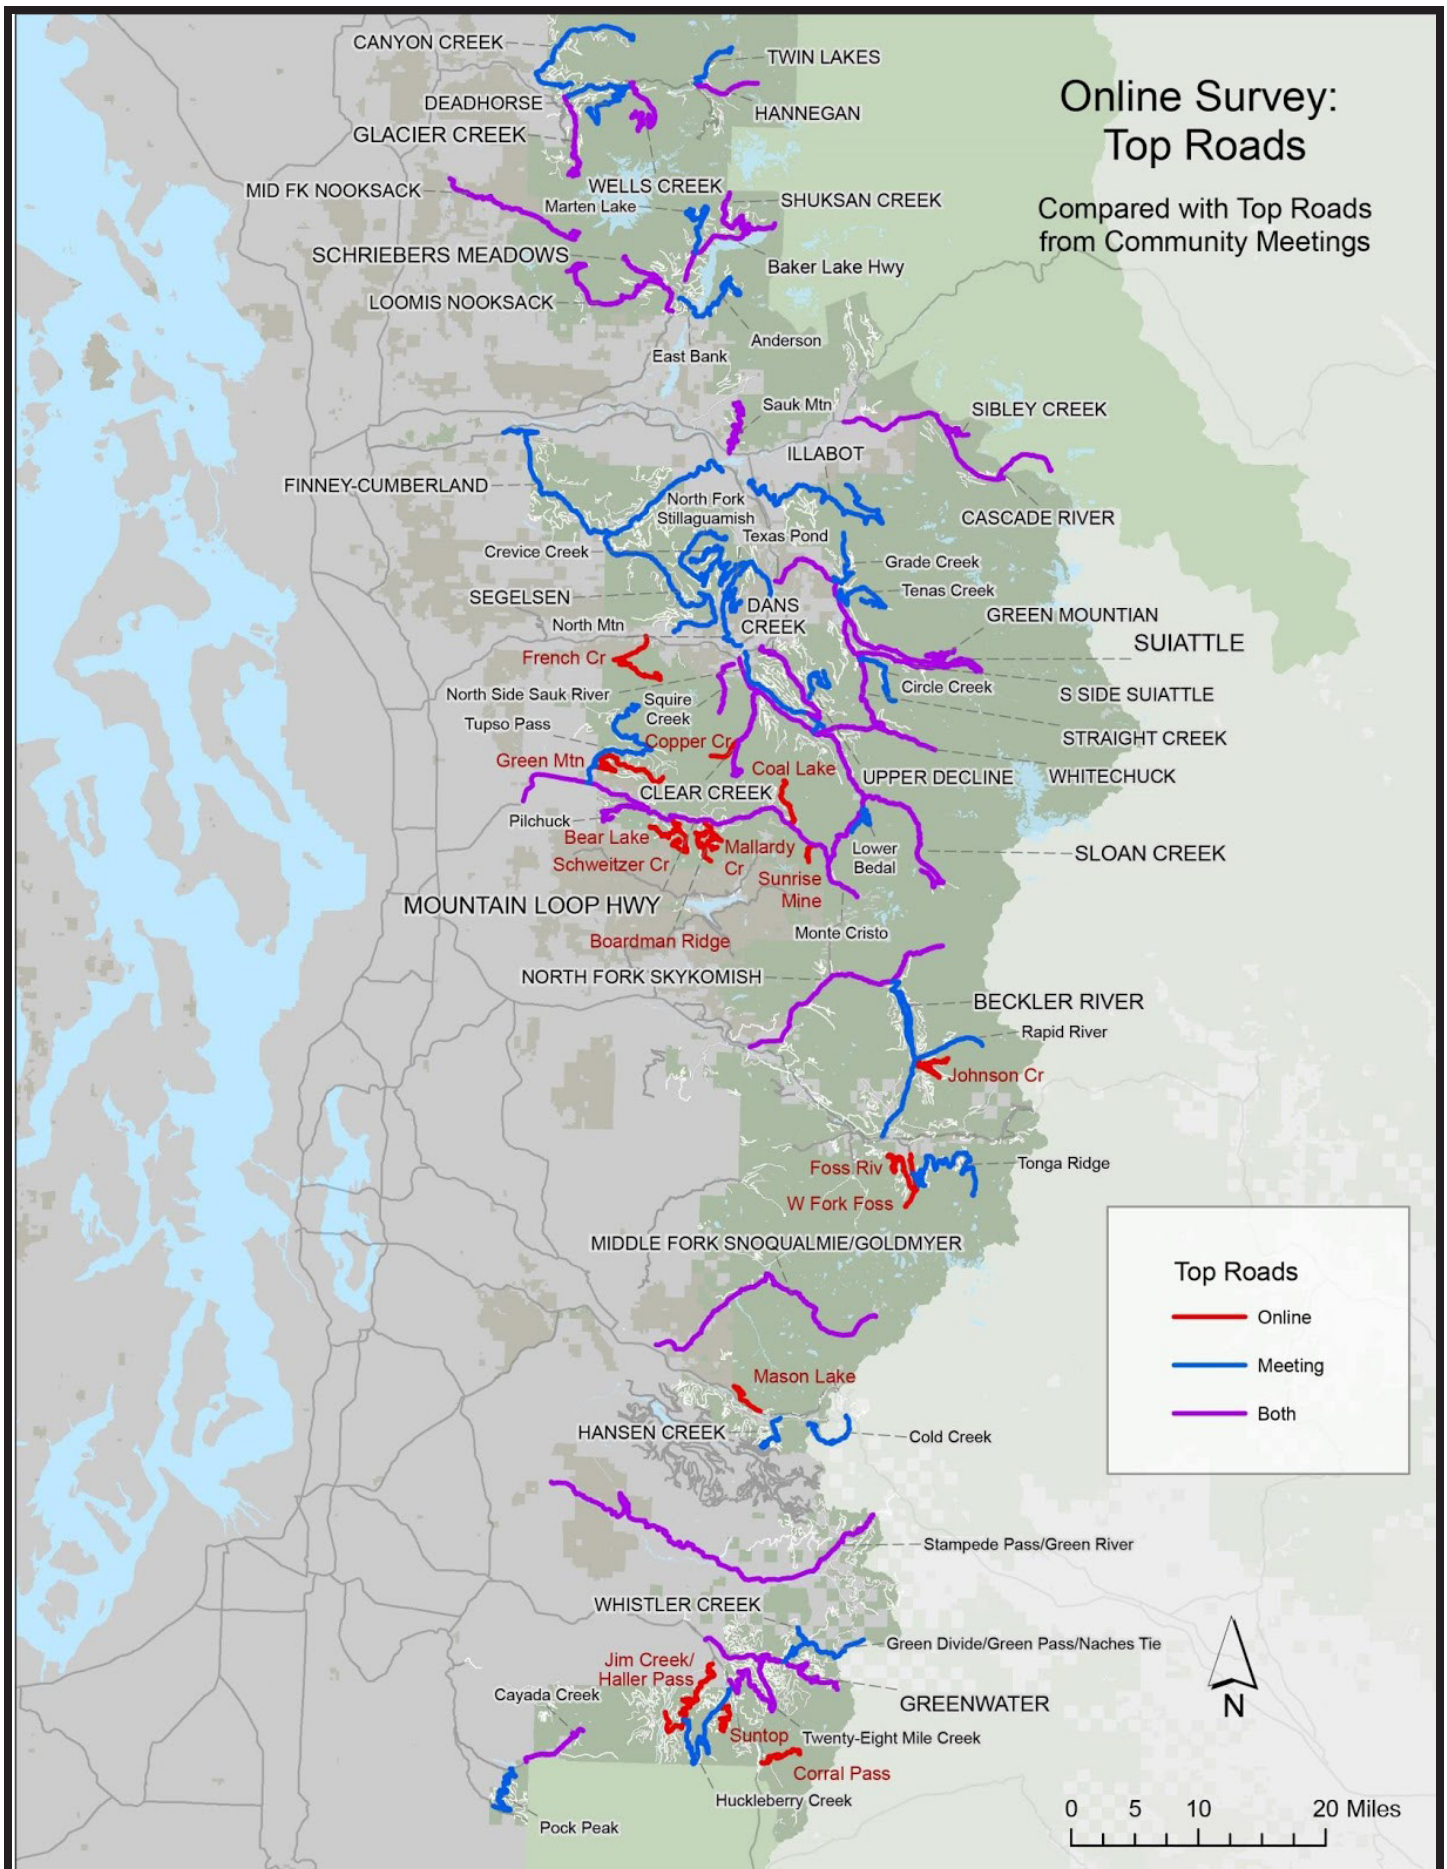 CANYON CREEK
TWIN LAKES
DEADHORSE
HANNEGAN
GLACIER CREEK
Online Survey:
Top Roads
Compared with Top Roads
from Community Meetings
MID FK NOOKSACK
WELLS CREEK
Marten Lake
SHUKSAN CREEK
SCHRIEBERS MEADOWS
Baker Lake Hwy
LOOMIS NOOKSACK
Anderson
East Bank
Sauk Mtn
SIBLEY CREEK
ILLABOT
FINNEY-CUMBERLAND
North Fork
Stillaguamish
CASCADE RIVER
Texas Pond
Crevice Creek
Grade Creek
Tenas Creek
SEGELSEN
DANS
CREEK
GREEN MOUNTIAN
North Mtn
SUIATTLE
French Cr
Circle Creek
S SIDE SUIATTLE
North Side Sauk River
Squire
Creek
Tupso Pass
STRAIGHT CREEK
Copper Cr
Green Mtn
Coal Lake
UPPER DECLINE
WHITECHUCK
CLEAR CREEK
Pilchuck
Bear Lake
Mallardy
Cr
Lower
Bedal
SLOAN CREEK
Schweitzer Cr
Sunrise
Mine
MOUNTAIN LOOP HWY
Boardman Ridge
Monte Cristo
NORTH FORK SKYKOMISH
BECKLER RIVER
Rapid River
Johnson Cr
Foss Riv
Tonga Ridge
W Fork Foss
MIDDLE FORK SNOQUALMIE/GOLDMYER
Top Roads
Online
Meeting
Both
Mason Lake
HANSEN CREEK
Cold Creek
Stampede Pass/Green River
WHISTLER CREEK
Green Divide/Green Pass/Naches Tie
Jim Creek/
Haller Pass
Cayada Creek
GREENWATER
N
Suntop
Twenty-Eight Mile Creek
Corral Pass
Huckleberry Creek
Pock Peak
0 5 10 20 Miles